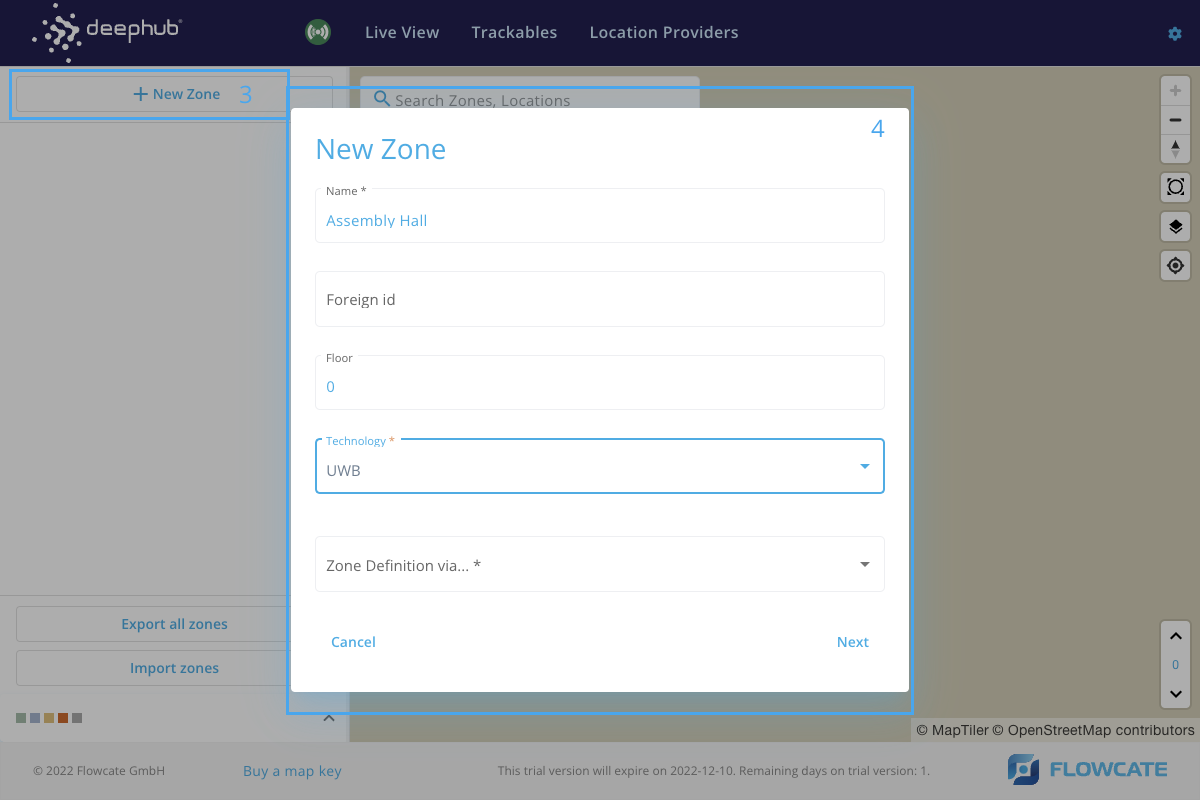 deephub
Live View
Trackables
Location Providers
New Zone
3
Search Zones, Locations
4
New Zone
Name *
Assembly Hall
Foreign id
Floor
0
Technology *
UWB
Zone Definition via... *
Cancel
Next
Export all zones
Import zones
0
© MapTiler © OpenStreetMap contributors
© 2022 Flowcate GmbH
Buy a map key
This trial version will expire on 2022-12-10. Remaining days on trial version: 1.
FLOWCATE